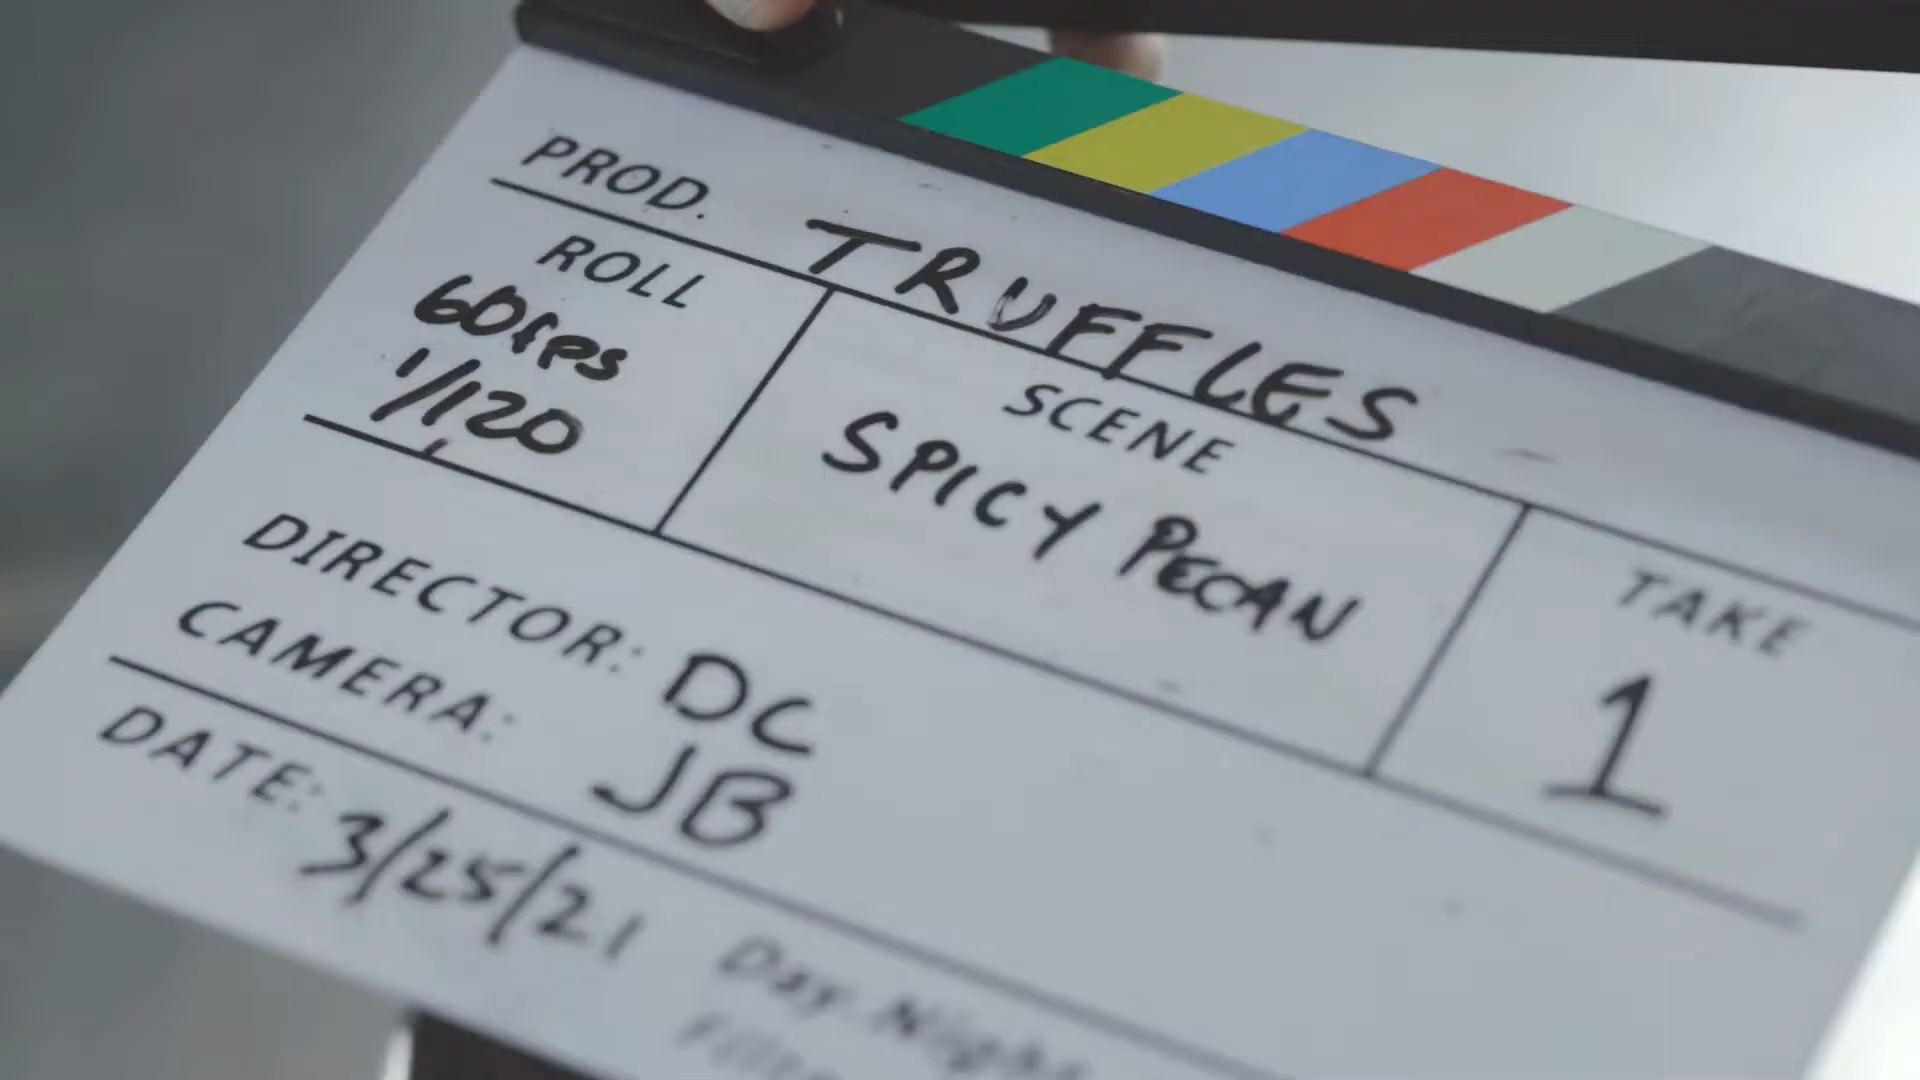 PROD. TRUFFLES
ROLL
60fps
1/120
SCENE
SPICY PECAN
TAKE
1
DIRECTOR: DC
CAMERA: JB
DATE: 3/25/21
Day Night